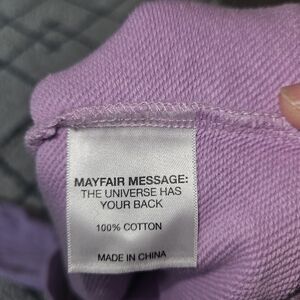 MAYFAIR MESSAGE:
THE UNIVERSE HAS
YOUR BACK
100% COTTON
MADE IN CHINA